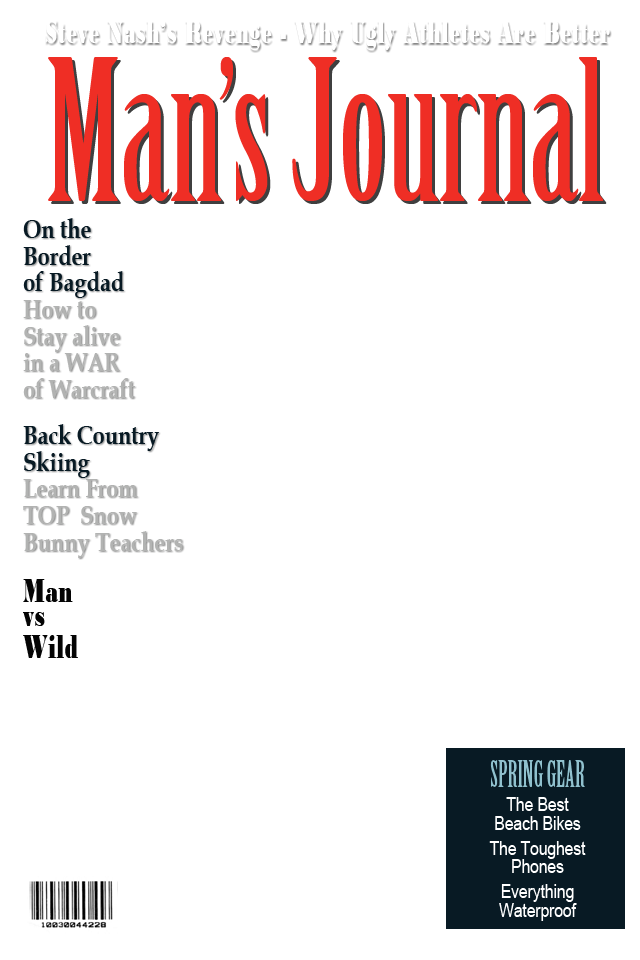 Steve Nash's Revenge - Why Ugly Athletes Are Better
Man's Journal
On the
Border
of Bagdad
How to
Stay alive
in a WAR
of Warcraft
Back Country
Skiing
Learn From
TOP Snow
Bunny Teachers
Man
vs
Wild
SPRING GEAR
The Best
Beach Bikes
The Toughest
Phones
Everything
Waterproof
10030044228